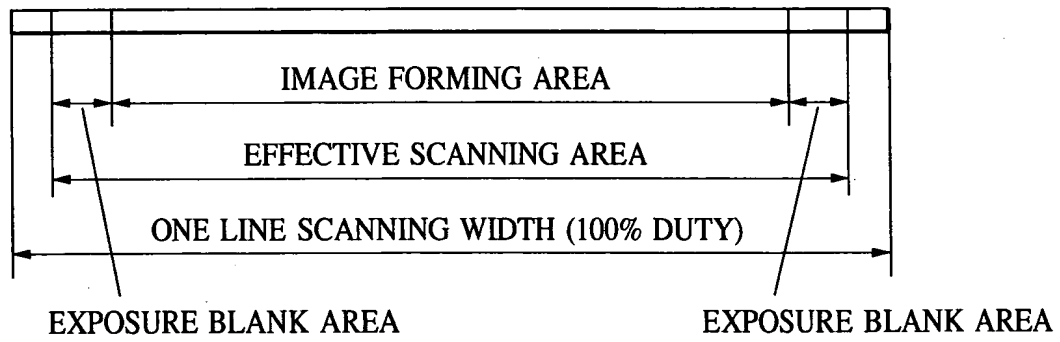 IMAGE FORMING AREA
EFFECTIVE SCANNING AREA
ONE LINE SCANNING WIDTH (100% DUTY)
EXPOSURE BLANK AREA
EXPOSURE BLANK AREA